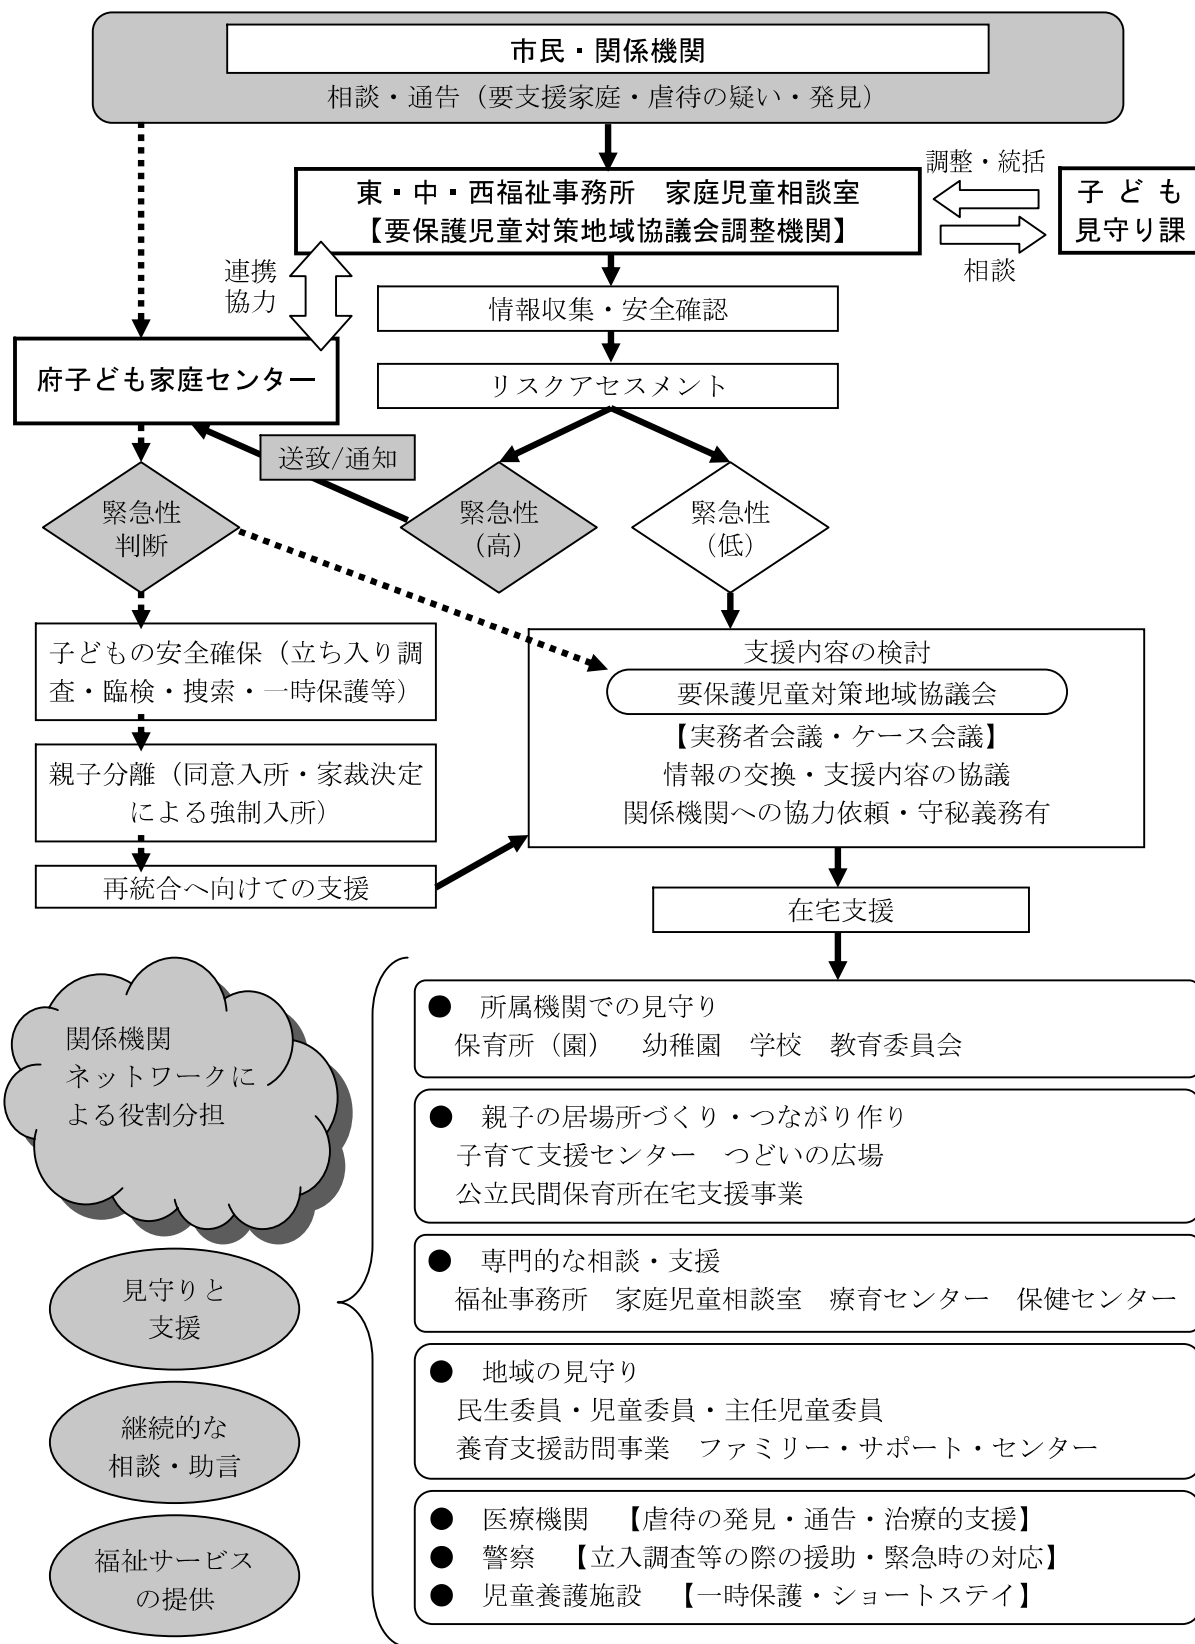 市民・関係機関
相談・通告（要支援家庭・虐待の疑い・発見）
東・中・西福祉事務所　家庭児童相談室
【要保護児童対策地域協議会調整機関】
調整・統括
相談
子ども
見守り課
連携
協力
情報収集・安全確認
リスクアセスメント
府子ども家庭センター
送致/通知
緊急性
判断
緊急性
（高）
緊急性
（低）
子どもの安全確保（立ち入り調
査・臨検・捜索・一時保護等）
親子分離（同意入所・家裁決定
による強制入所）
再統合へ向けての支援
支援内容の検討
要保護児童対策地域協議会
【実務者会議・ケース会議】
情報の交換・支援内容の協議
関係機関への協力依頼・守秘義務有
在宅支援
関係機関
ネットワークに
よる役割分担
見守りと
支援
継続的な
相談・助言
福祉サービス
の提供
●　所属機関での見守り
保育所（園）　幼稚園　学校　教育委員会
●　親子の居場所づくり・つながり作り
子育て支援センター　つどいの広場
公立民間保育所在宅支援事業
●　専門的な相談・支援
福祉事務所　家庭児童相談室　療育センター　保健センター
●　地域の見守り
民生委員・児童委員・主任児童委員
養育支援訪問事業　ファミリー・サポート・センター
●　医療機関　【虐待の発見・通告・治療的支援】
●　警察　【立入調査等の際の援助・緊急時の対応】
●　児童養護施設　【一時保護・ショートステイ】